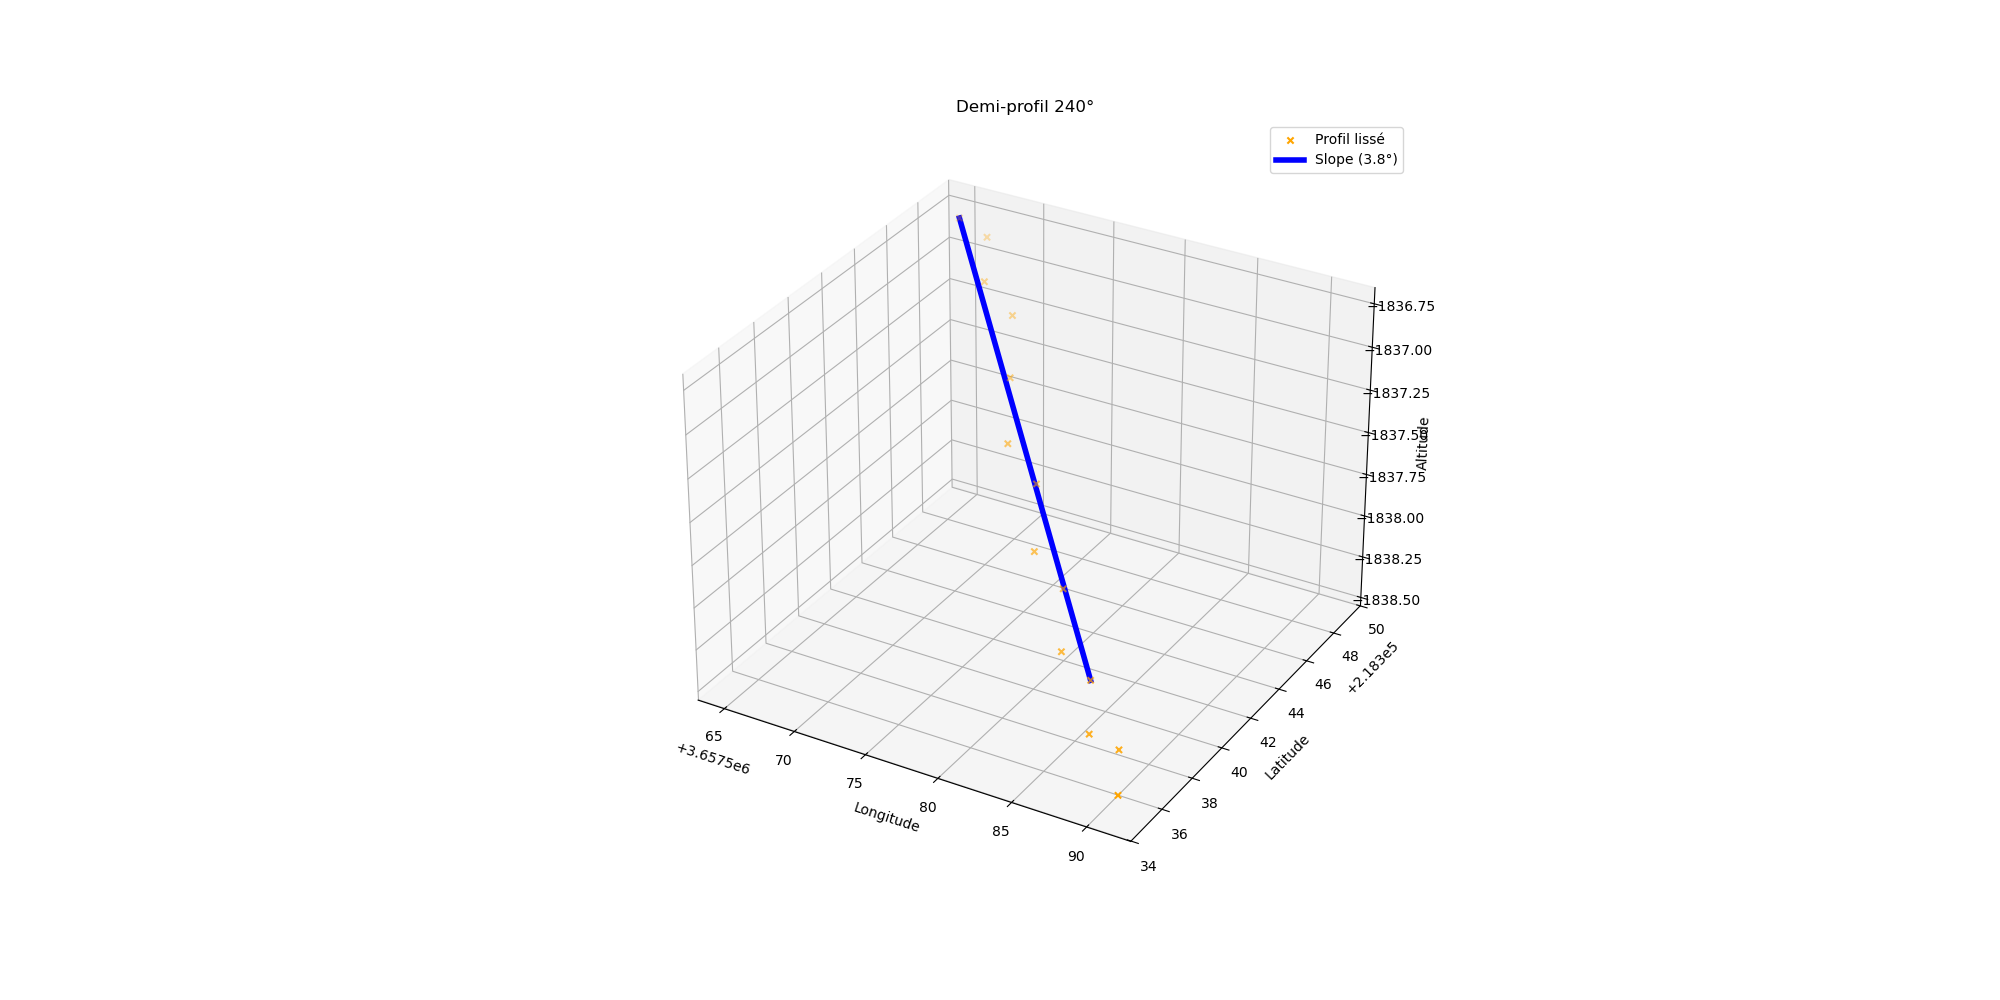 Demi-profil 240°
Profil lissé
Slope (3.8°)
−1836.75
−1837.00
−1837.25
−1837.50
−1837.75
−1838.00
−1838.25
−1838.50
Altitude
50
48
46
44
42
40
38
36
34
+2.183e5
Latitude
65
70
75
80
85
90
+3.6575e6
Longitude